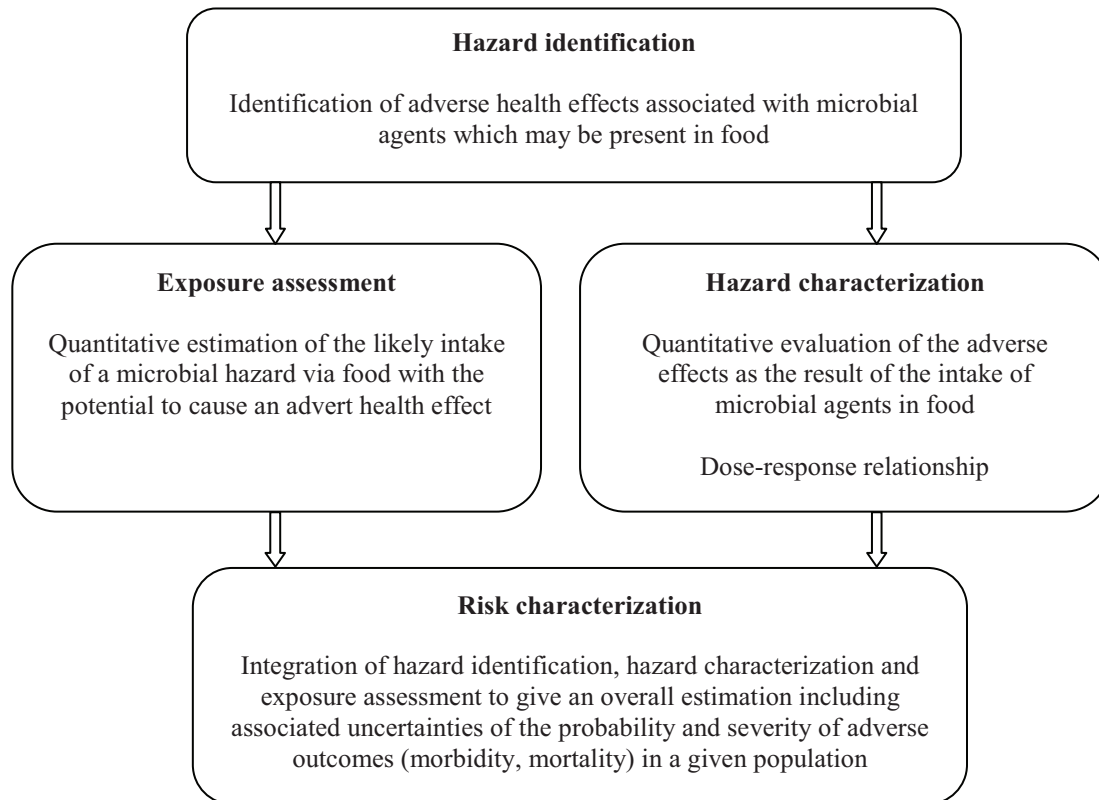 Hazard identification
Identification of adverse health effects associated with microbial
agents which may be present in food
Exposure assessment
Quantitative estimation of the likely intake
of a microbial hazard via food with the
potential to cause an advert health effect
Hazard characterization
Quantitative evaluation of the adverse
effects as the result of the intake of
microbial agents in food
Dose-response relationship
Risk characterization
Integration of hazard identification, hazard characterization and
exposure assessment to give an overall estimation including
associated uncertainties of the probability and severity of adverse
outcomes (morbidity, mortality) in a given population